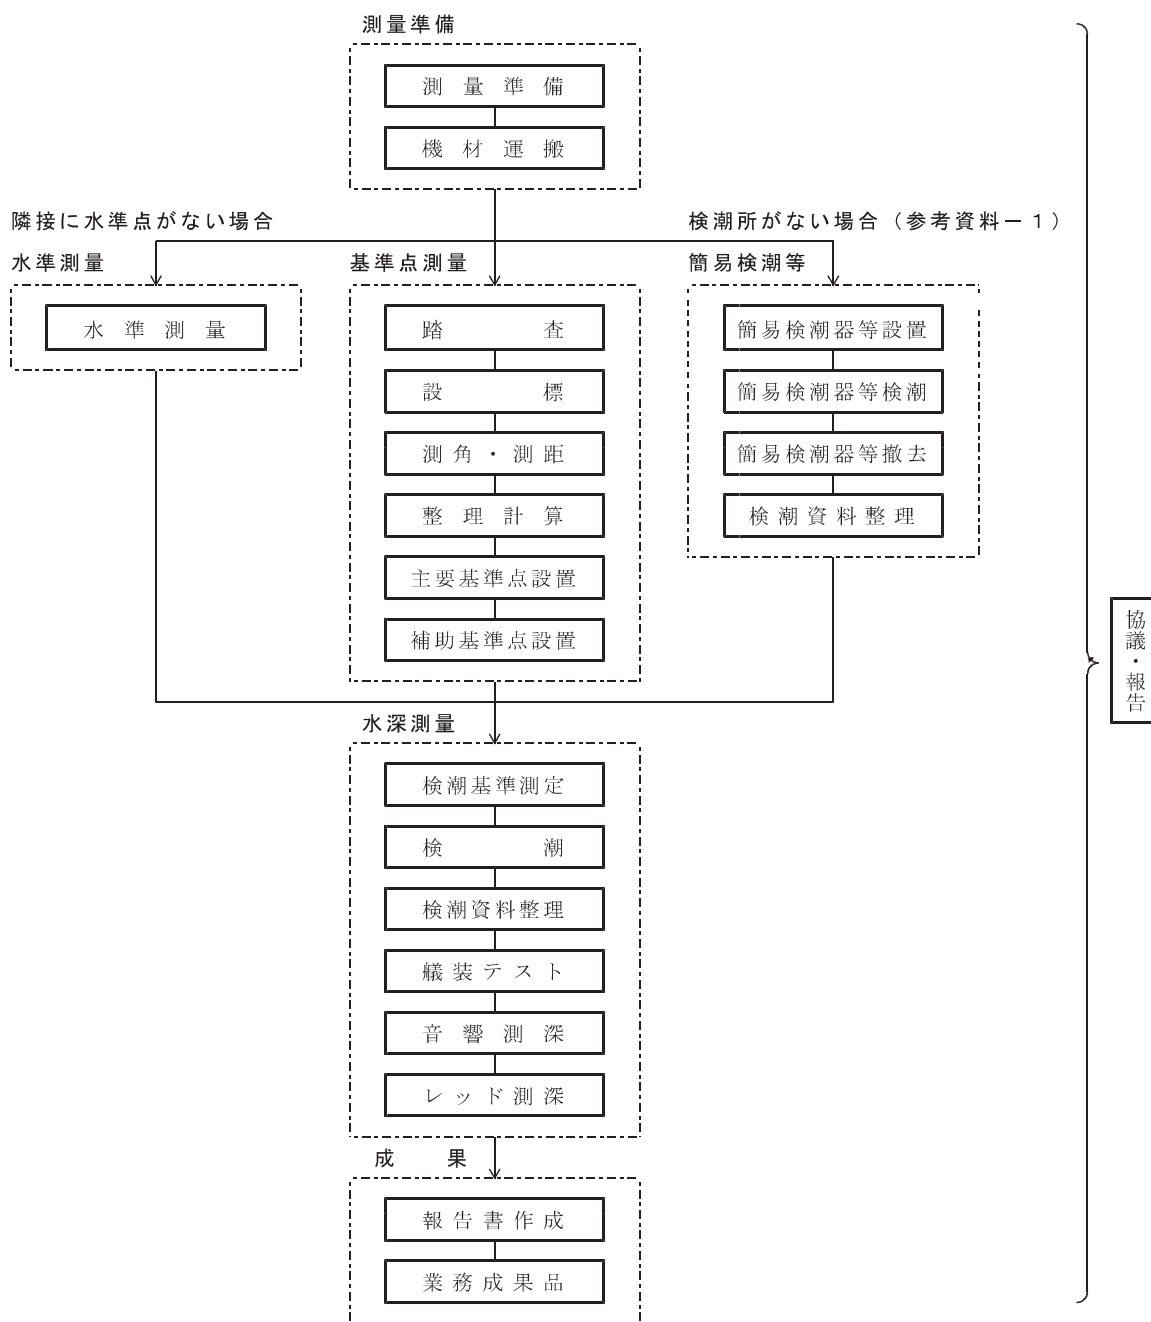 測量準備
測量準備
機材運搬
隣接に水準点がない場合
検潮所がない場合（参考資料－１）
水準測量
基準点測量
簡易検潮等
水準測量
踏査
設標
測角・測距
整理計算
主要基準点設置
補助基準点設置
簡易検潮器等設置
簡易検潮器等検潮
簡易検潮器等撤去
検潮資料整理
水深測量
検潮基準測定
検潮
検潮資料整理
艤装テスト
音響測深
レッド測深
成果
報告書作成
業務成果品
協議・報告